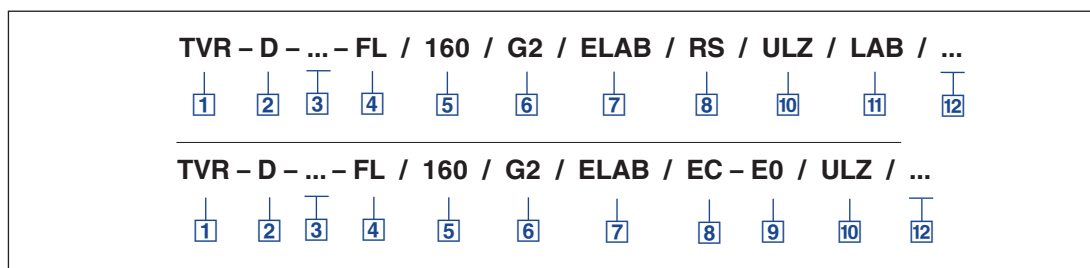 TVR – D – ... – FL / 160 / G2 / ELAB / RS / ULZ / LAB / ...
1 2 3 4 5 6 7 8 10 11 12
TVR – D – ... – FL / 160 / G2 / ELAB / EC – E0 / ULZ / ...
1 2 3 4 5 6 7 8 9 10 12